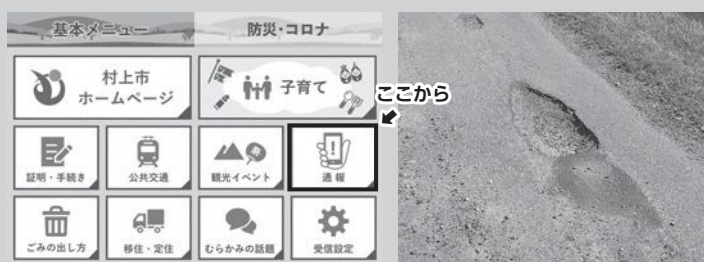 基本メニュー
防災・コロナ
村上市
ホームページ
子育て
ここから
証明・手続き
公共交通
観光イベント
通報
ごみの出し方
移住・定住
むらかみの話題
受信設定